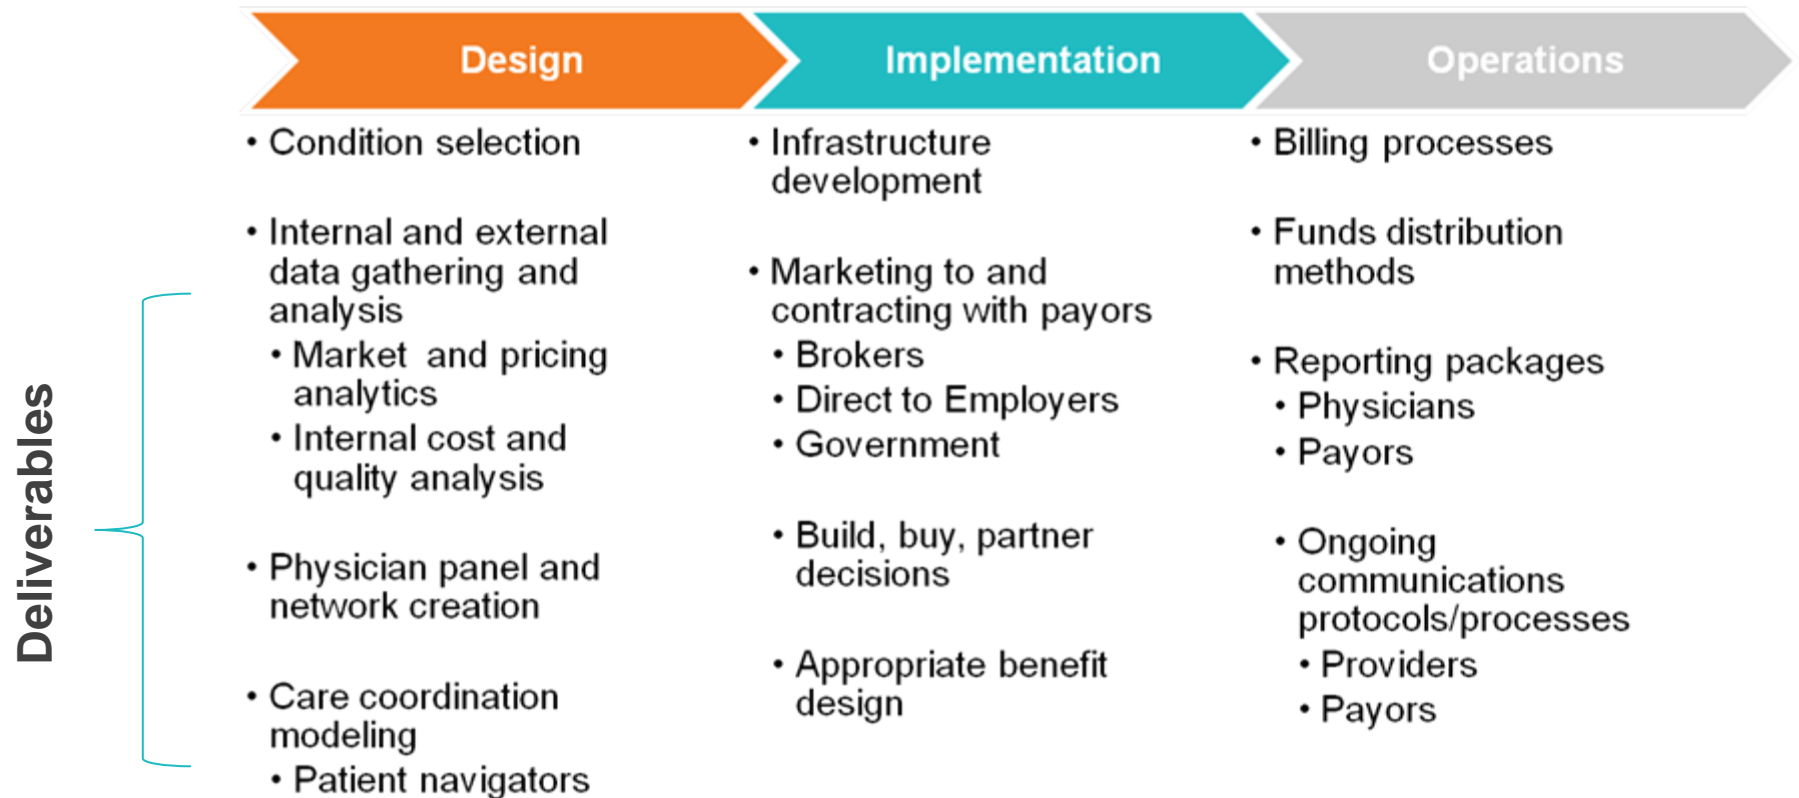 Design
Implementation
Operations
Deliverables
• Condition selection
• Internal and external
data gathering and
analysis
• Market and pricing
analytics
• Internal cost and
quality analysis
• Physician panel and
network creation
• Care coordination
modeling
• Patient navigators
• Infrastructure
development
• Marketing to and
contracting with payors
• Brokers
• Direct to Employers
• Government
• Build, buy, partner
decisions
• Appropriate benefit
design
• Billing processes
• Funds distribution
methods
• Reporting packages
• Physicians
• Payors
• Ongoing
communications
protocols/processes
• Providers
• Payors